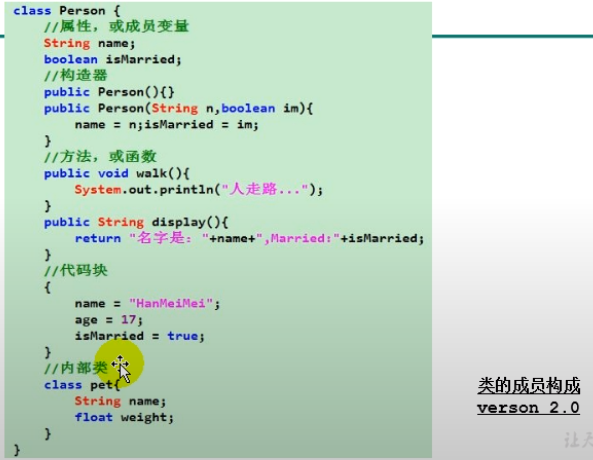 class Person {
//属性，或成员变量
String name;
boolean isMarried;
//构造器
public Person(){}
public Person(String n,boolean im){
name = n;isMarried = im;
}
//方法，或函数
public void walk(){
System.out.println("人走路...");
}
public String display(){
return "名字是："+name+",Married:"+isMarried;
}
//代码块
{
name = "HanMeiMei";
age = 17;
isMarried = true;
}
//内部类
class pet{
String name;
float weight;
}
}
类的成员构成
verson 2.0
让天